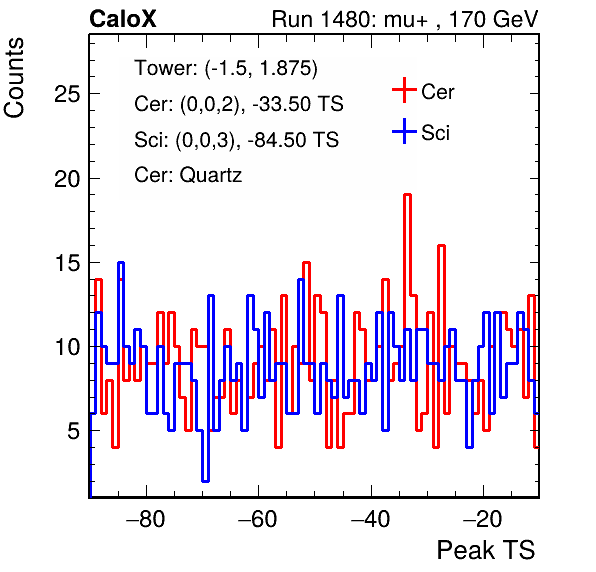 CaloX Run 1480: mu+ , 170 GeV
Counts
Tower: (-1.5, 1.875)
Cer: (0,0,2), -33.50 TS
Sci: (0,0,3), -84.50 TS
Cer: Quartz
Cer
Sci
25
20
15
10
5
−80 −60 −40 −20
Peak TS